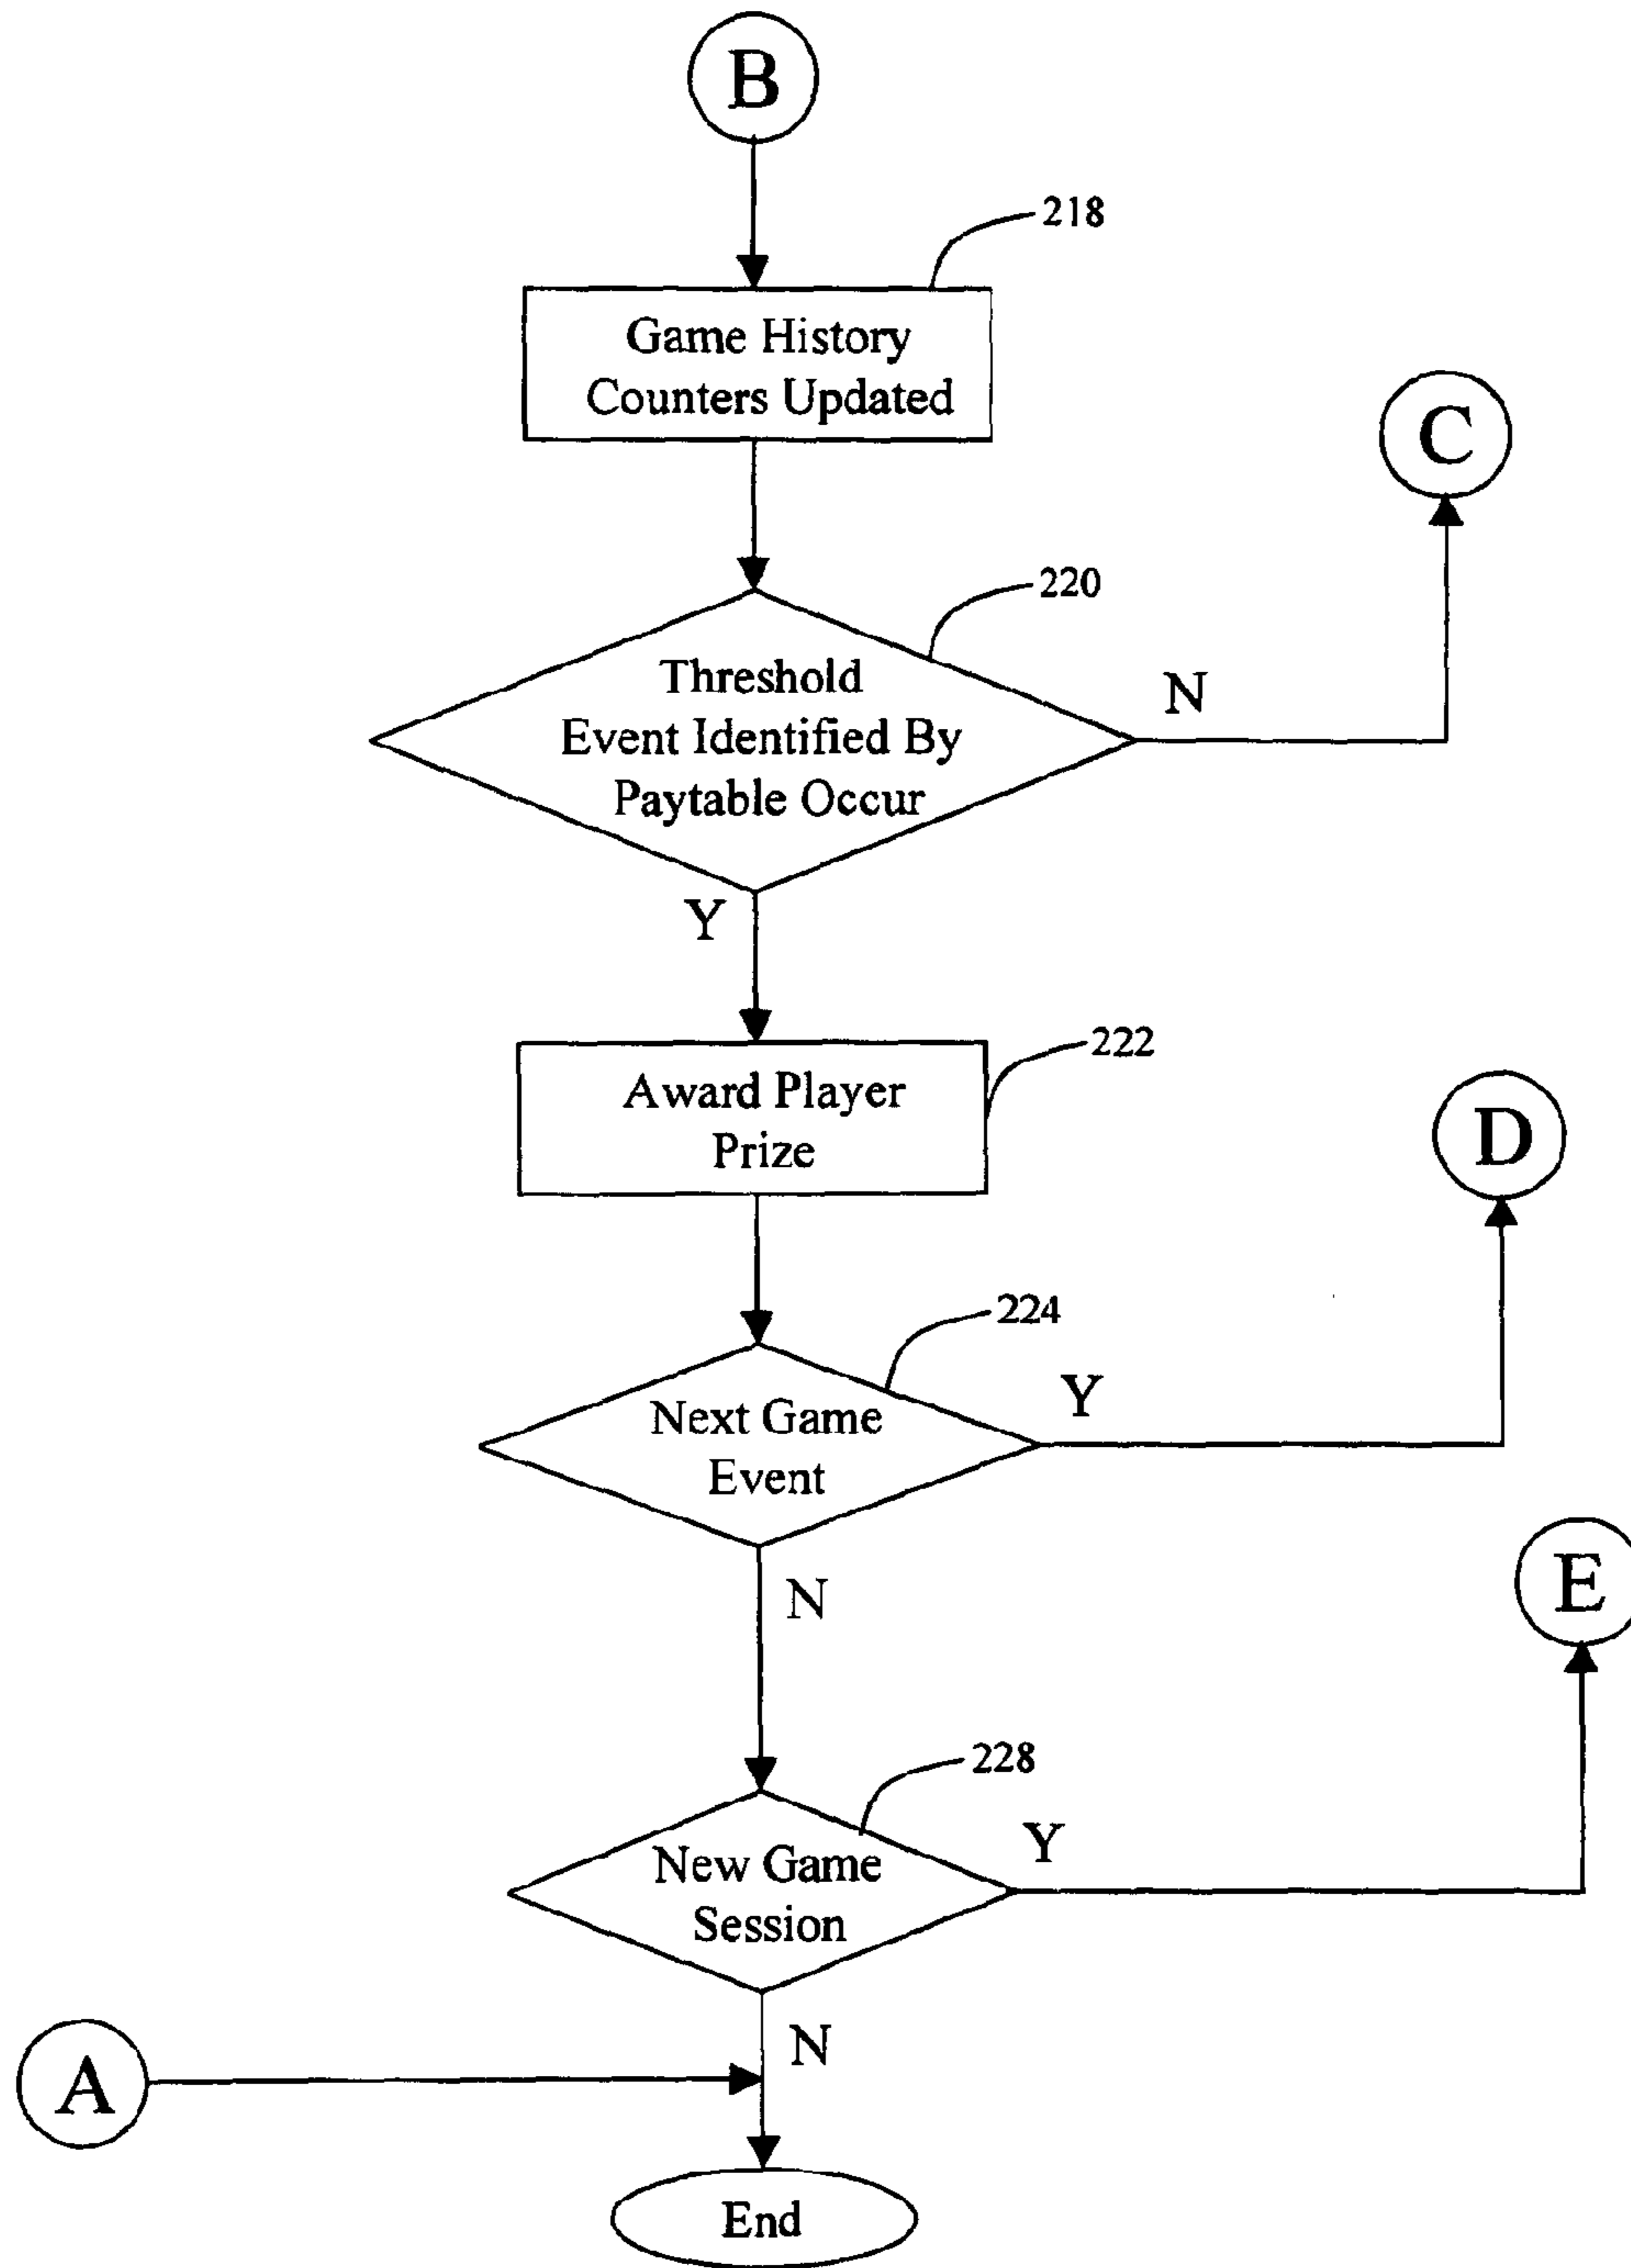 B
218
Game History
Counters Updated
C
220
Threshold
Event Identified By
Paytable Occur
N
Y
222
Award Player
Prize
D
224
Next Game
Event
Y
N
E
228
New Game
Session
Y
N
A
End